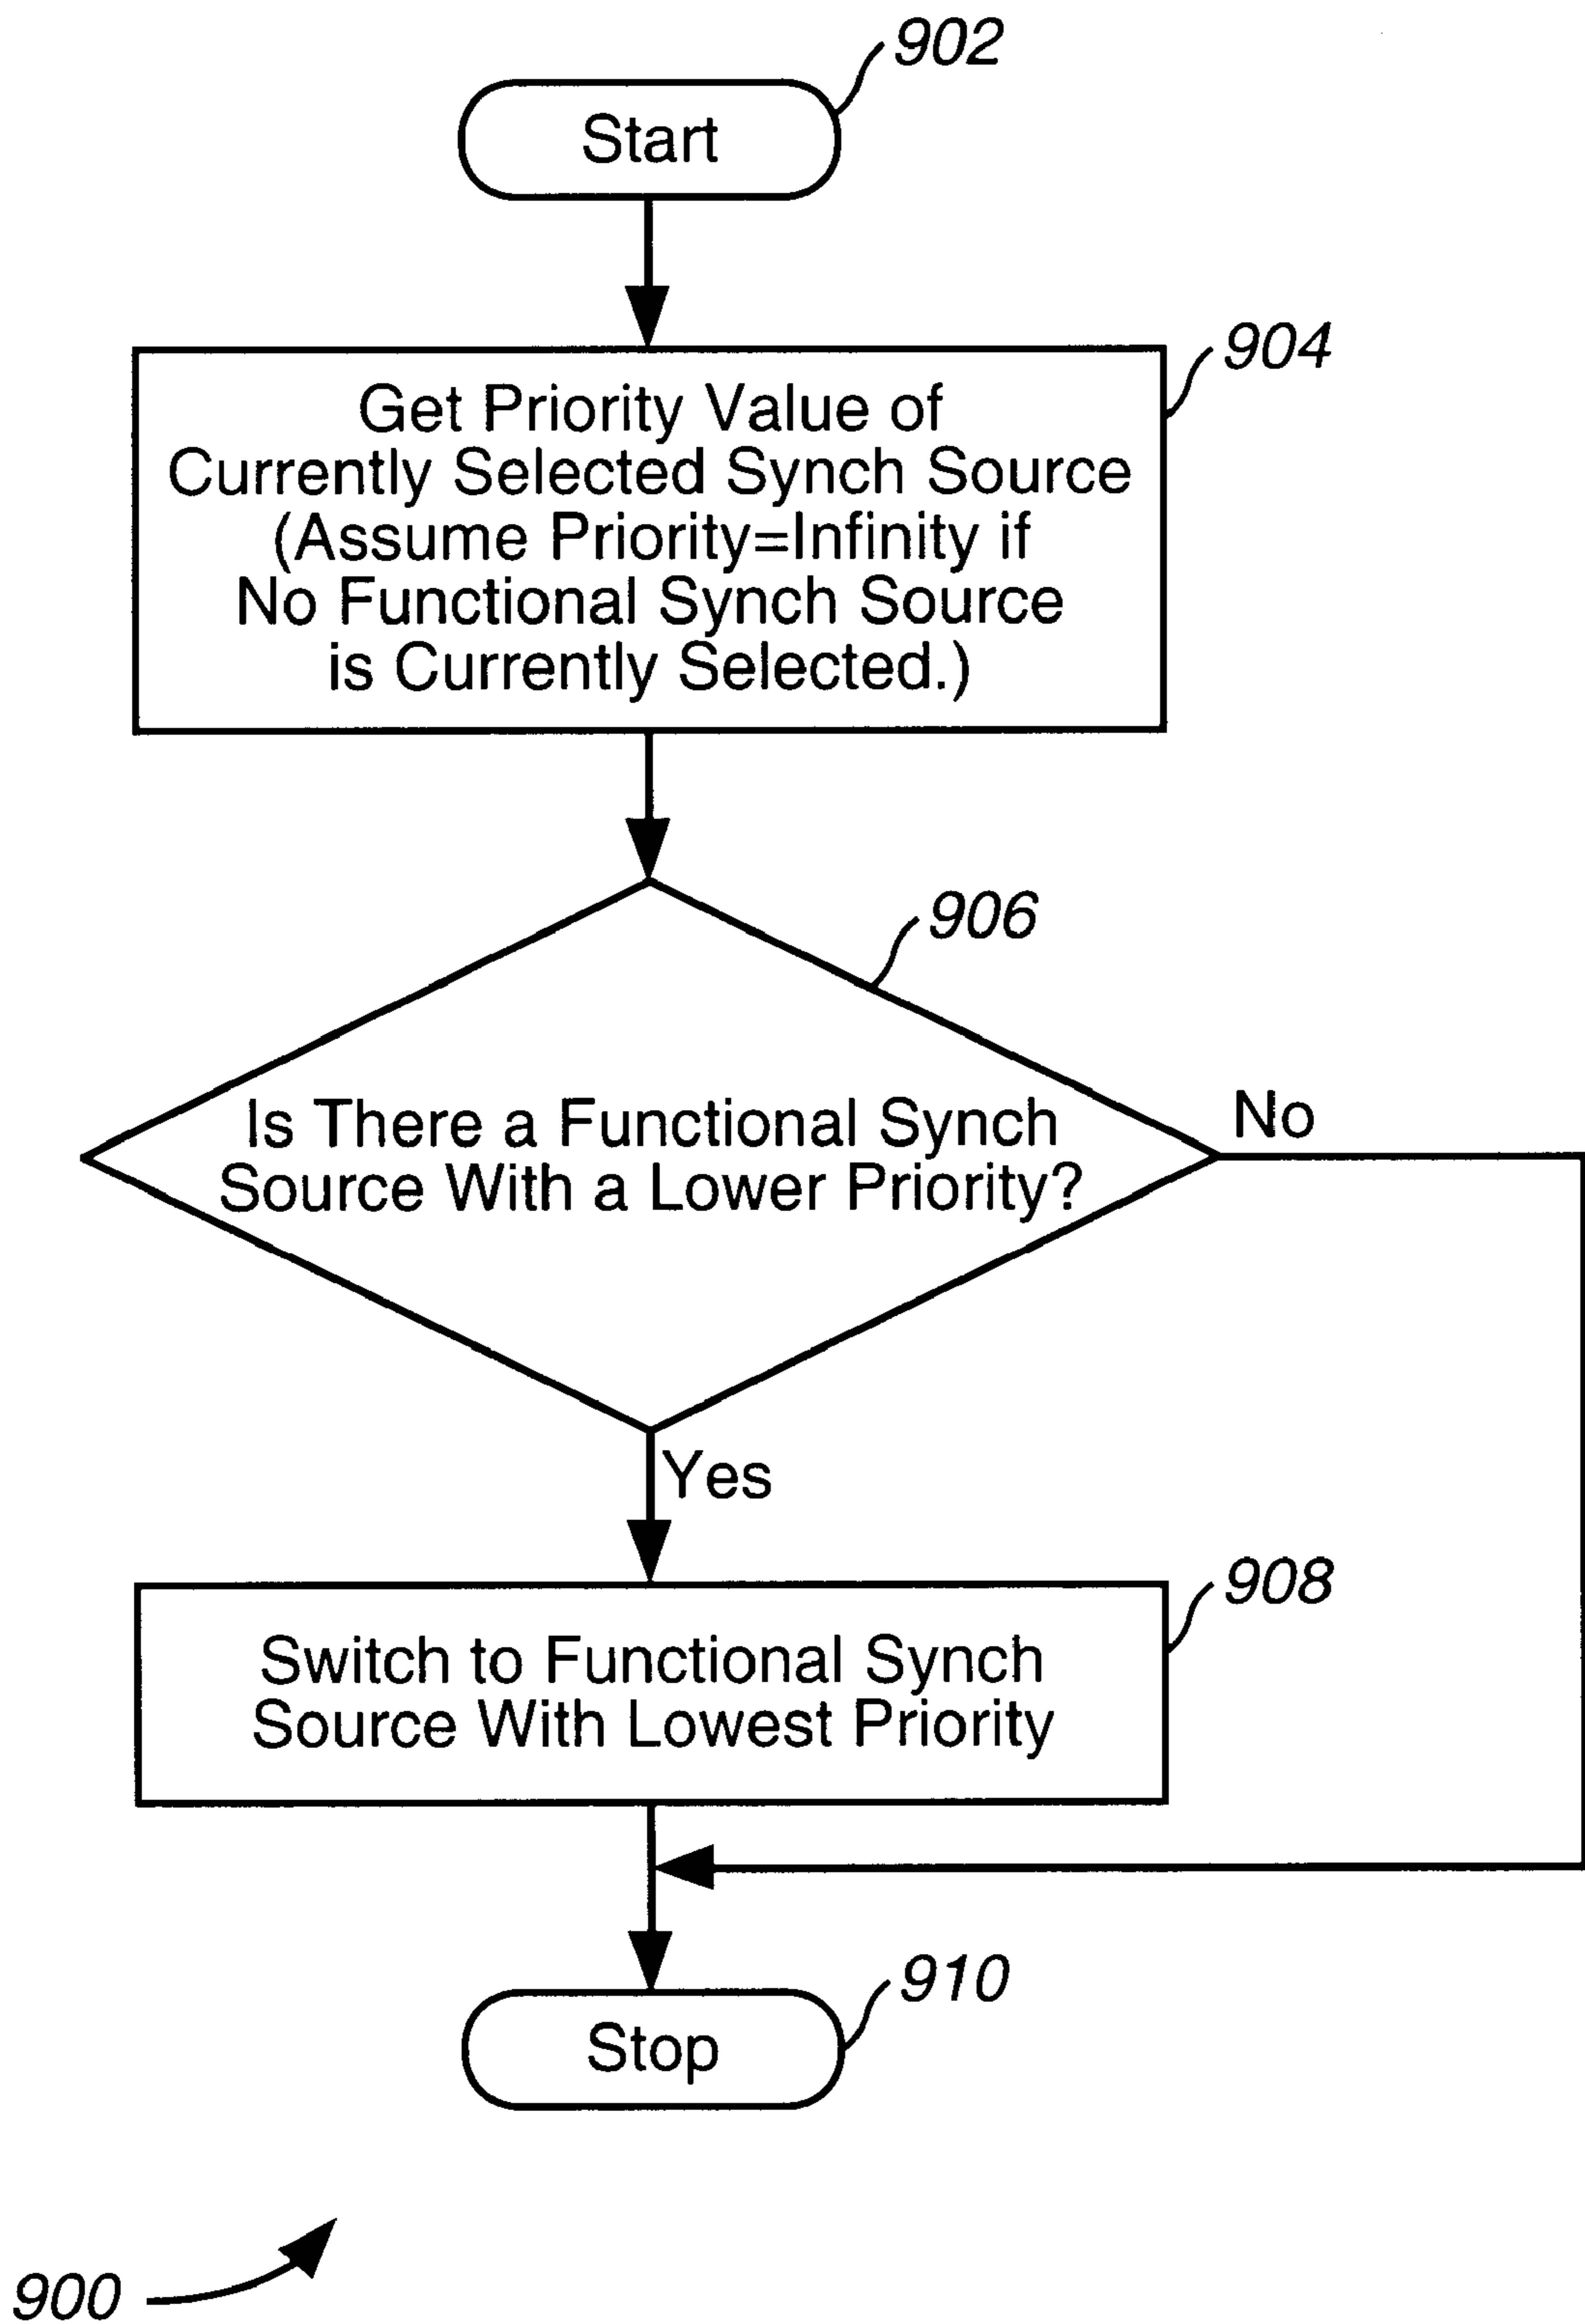 902
Start
904
Get Priority Value of
Currently Selected Synch Source
(Assume Priority=Infinity if
No Functional Synch Source
is Currently Selected.)
906
Is There a Functional Synch
Source With a Lower Priority?
No
Yes
908
Switch to Functional Synch
Source With Lowest Priority
910
Stop
900